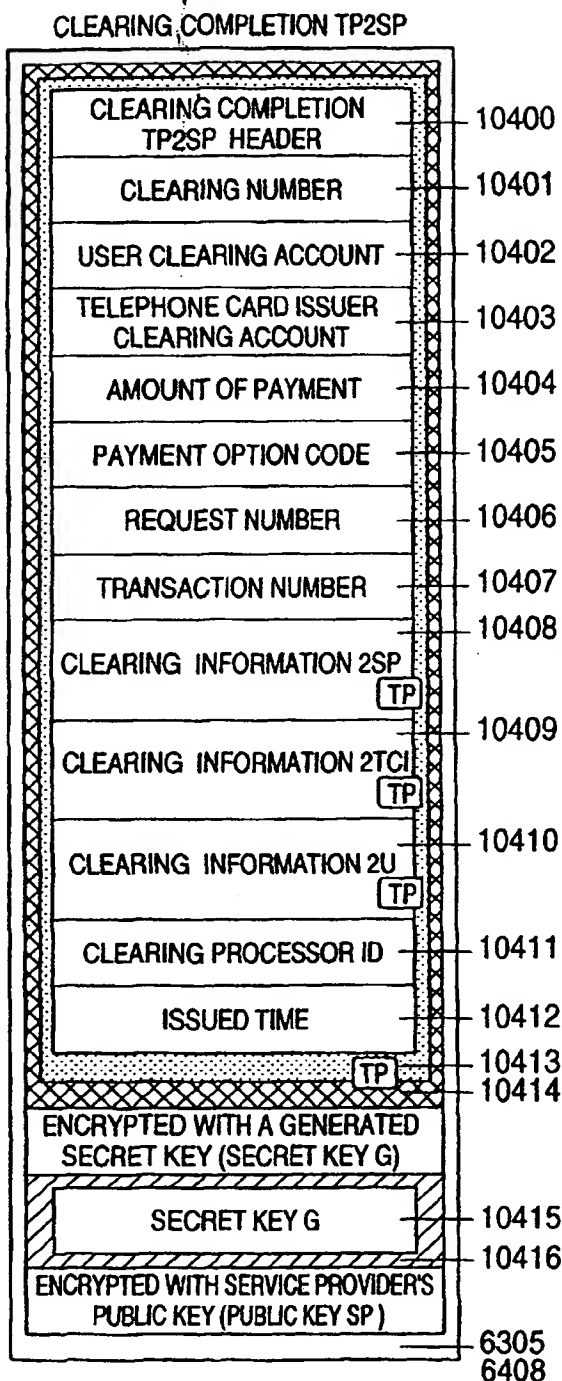 CLEARING COMPLETION TP2SP
CLEARING COMPLETION
TP2SP HEADER
10400
CLEARING NUMBER
10401
USER CLEARING ACCOUNT
10402
TELEPHONE CARD ISSUER
CLEARING ACCOUNT
10403
AMOUNT OF PAYMENT
10404
PAYMENT OPTION CODE
10405
REQUEST NUMBER
10406
TRANSACTION NUMBER
10407
10408
CLEARING INFORMATION 2SP
TP
10409
CLEARING INFORMATION 2TCI
TP
10410
CLEARING INFORMATION 2U
TP
CLEARING PROCESSOR ID
10411
ISSUED TIME
10412
TP
10413
10414
ENCRYPTED WITH A GENERATED
SECRET KEY (SECRET KEY G)
SECRET KEY G
10415
10416
ENCRYPTED WITH SERVICE PROVIDER'S
PUBLIC KEY (PUBLIC KEY SP)
6305
6408